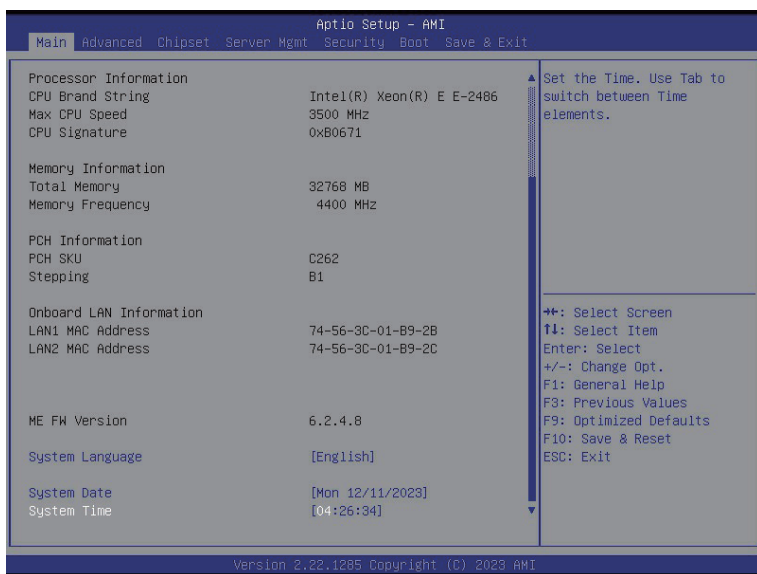 Aptio Setup – AMI
Main Advanced Chipset Server Mgmt Security Boot Save & Exit
Processor Information
CPU Brand String Intel(R) Xeon(R) E E-2486
Max CPU Speed 3500 MHz
CPU Signature 0xB0671
Memory Information
Total Memory 32768 MB
Memory Frequency 4400 MHz
PCH Information
PCH SKU C262
Stepping B1
Onboard LAN Information
LAN1 MAC Address 74-56-3C-01-B9-2B
LAN2 MAC Address 74-56-3C-01-B9-2C
ME FW Version 6.2.4.8
System Language [English]
System Date [Mon 12/11/2023]
System Time [04:26:34]
Set the Time. Use Tab to
switch between Time
elements.
→←: Select Screen
↑↓: Select Item
Enter: Select
+/-: Change Opt.
F1: General Help
F3: Previous Values
F9: Optimized Defaults
F10: Save & Reset
ESC: Exit
Version 2.22.1285 Copyright (C) 2023 AMI